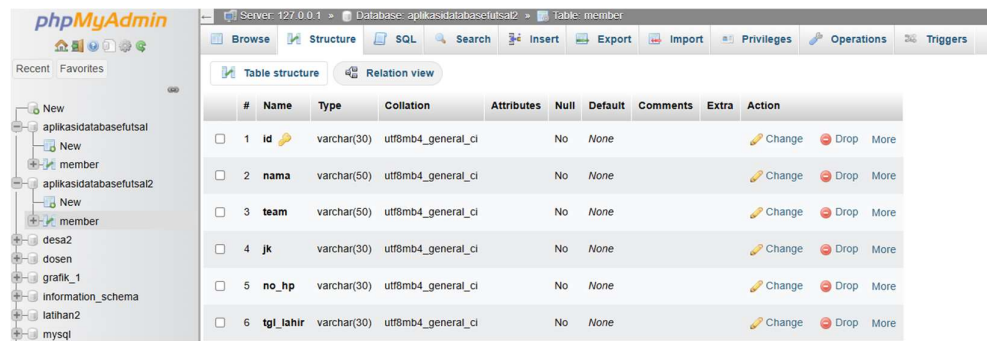 phpMyAdmin
Recent Favorites
New
aplikasidatabasefutsal
New
member
aplikasidatabasefutsal2
New
member
desa2
dosen
grafik_1
information_schema
latihan2
mysql
Server: 127.0.0.1 » Database: aplikasidatabasefutsal2 » Table: member
Browse Structure SQL Search Insert Export Import Privileges Operations Triggers
Table structure Relation view
# Name Type Collation Attributes Null Default Comments Extra Action
1 id varchar(30) utf8mb4_general_ci No None Change Drop More
2 nama varchar(50) utf8mb4_general_ci No None Change Drop More
3 team varchar(50) utf8mb4_general_ci No None Change Drop More
4 jk varchar(30) utf8mb4_general_ci No None Change Drop More
5 no_hp varchar(30) utf8mb4_general_ci No None Change Drop More
6 tgl_lahir varchar(30) utf8mb4_general_ci No None Change Drop More